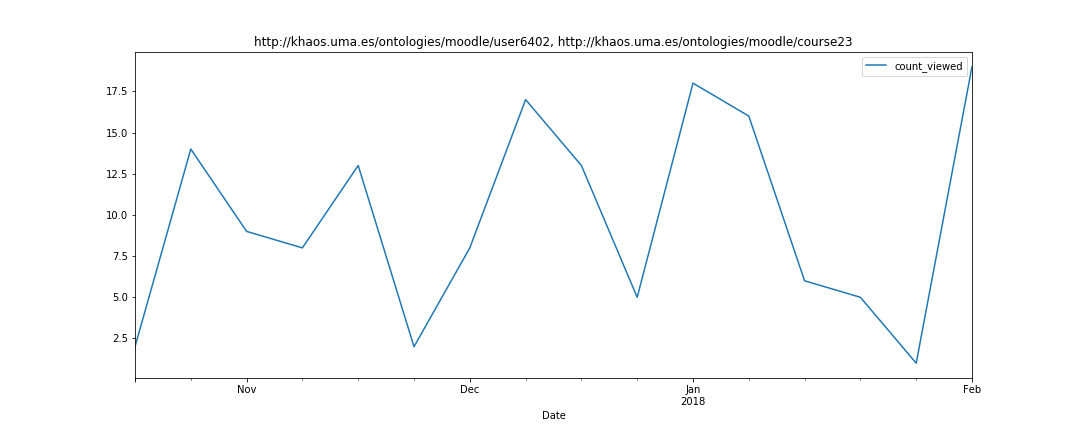 http://khaos.uma.es/ontologies/moodle/user6402, http://khaos.uma.es/ontologies/moodle/course23
count_viewed
17.5
15.0
12.5
10.0
7.5
5.0
2.5
Nov
Dec
Jan
2018
Feb
Date